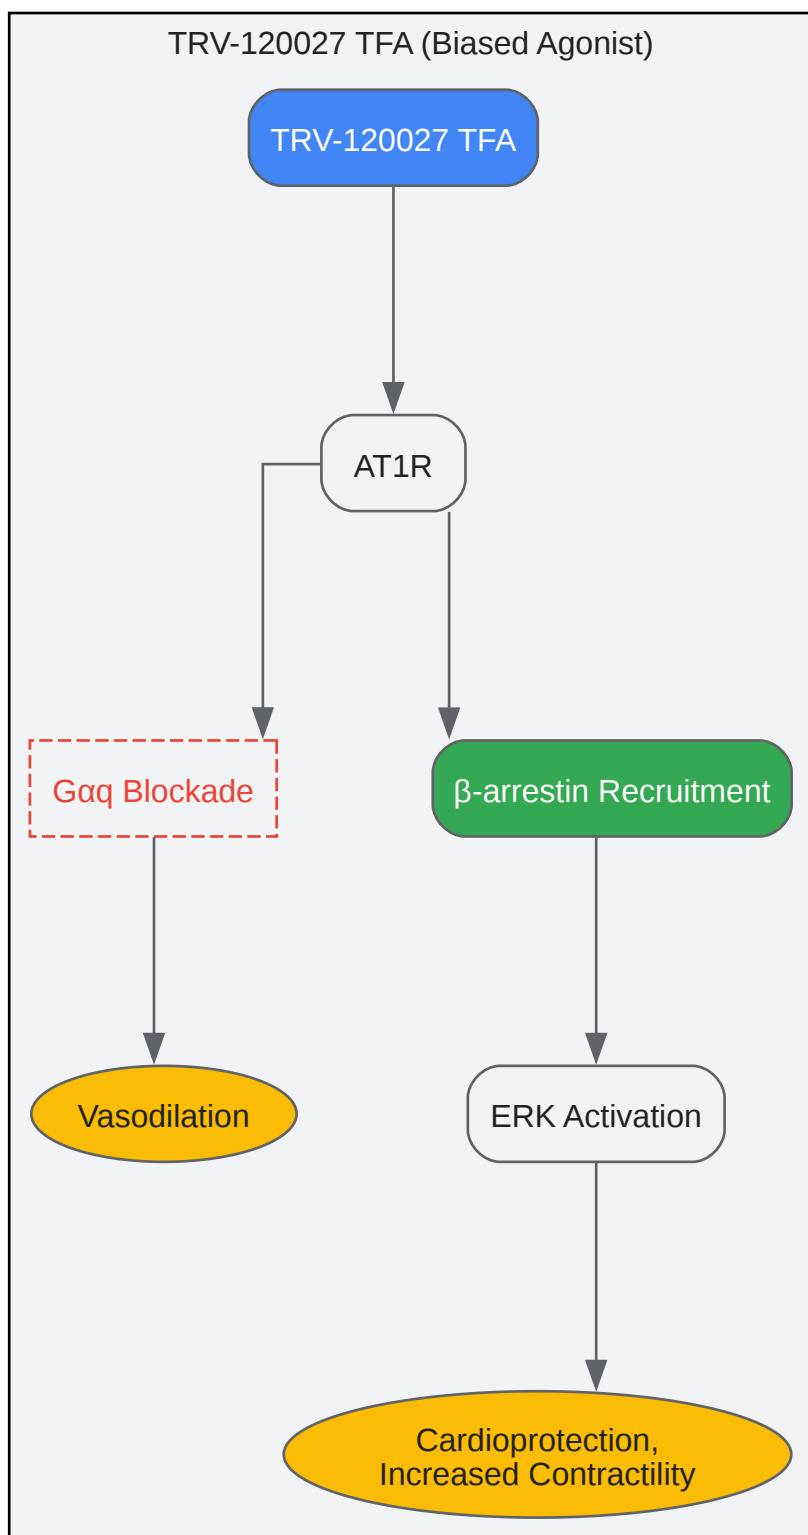 TRV-120027 TFA (Biased Agonist)
TRV-120027 TFA
AT1R
Gαq Blockade
β-arrestin Recruitment
Vasodilation
ERK Activation
Cardioprotection,
Increased Contractility